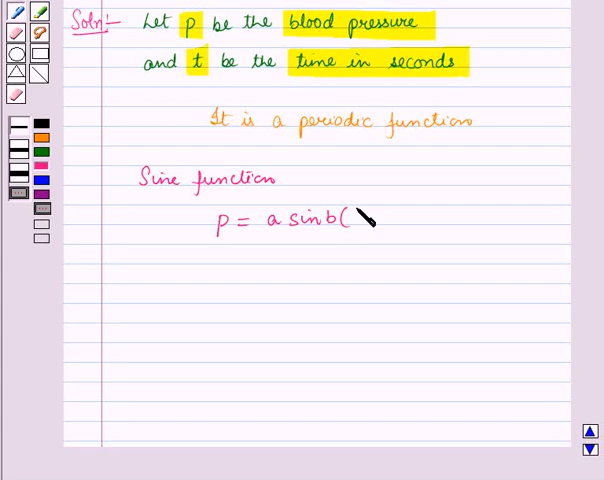 Soln:- Let p be the blood pressure
and t be the time in seconds
It is a periodic function
Sine function
p = a sin b (